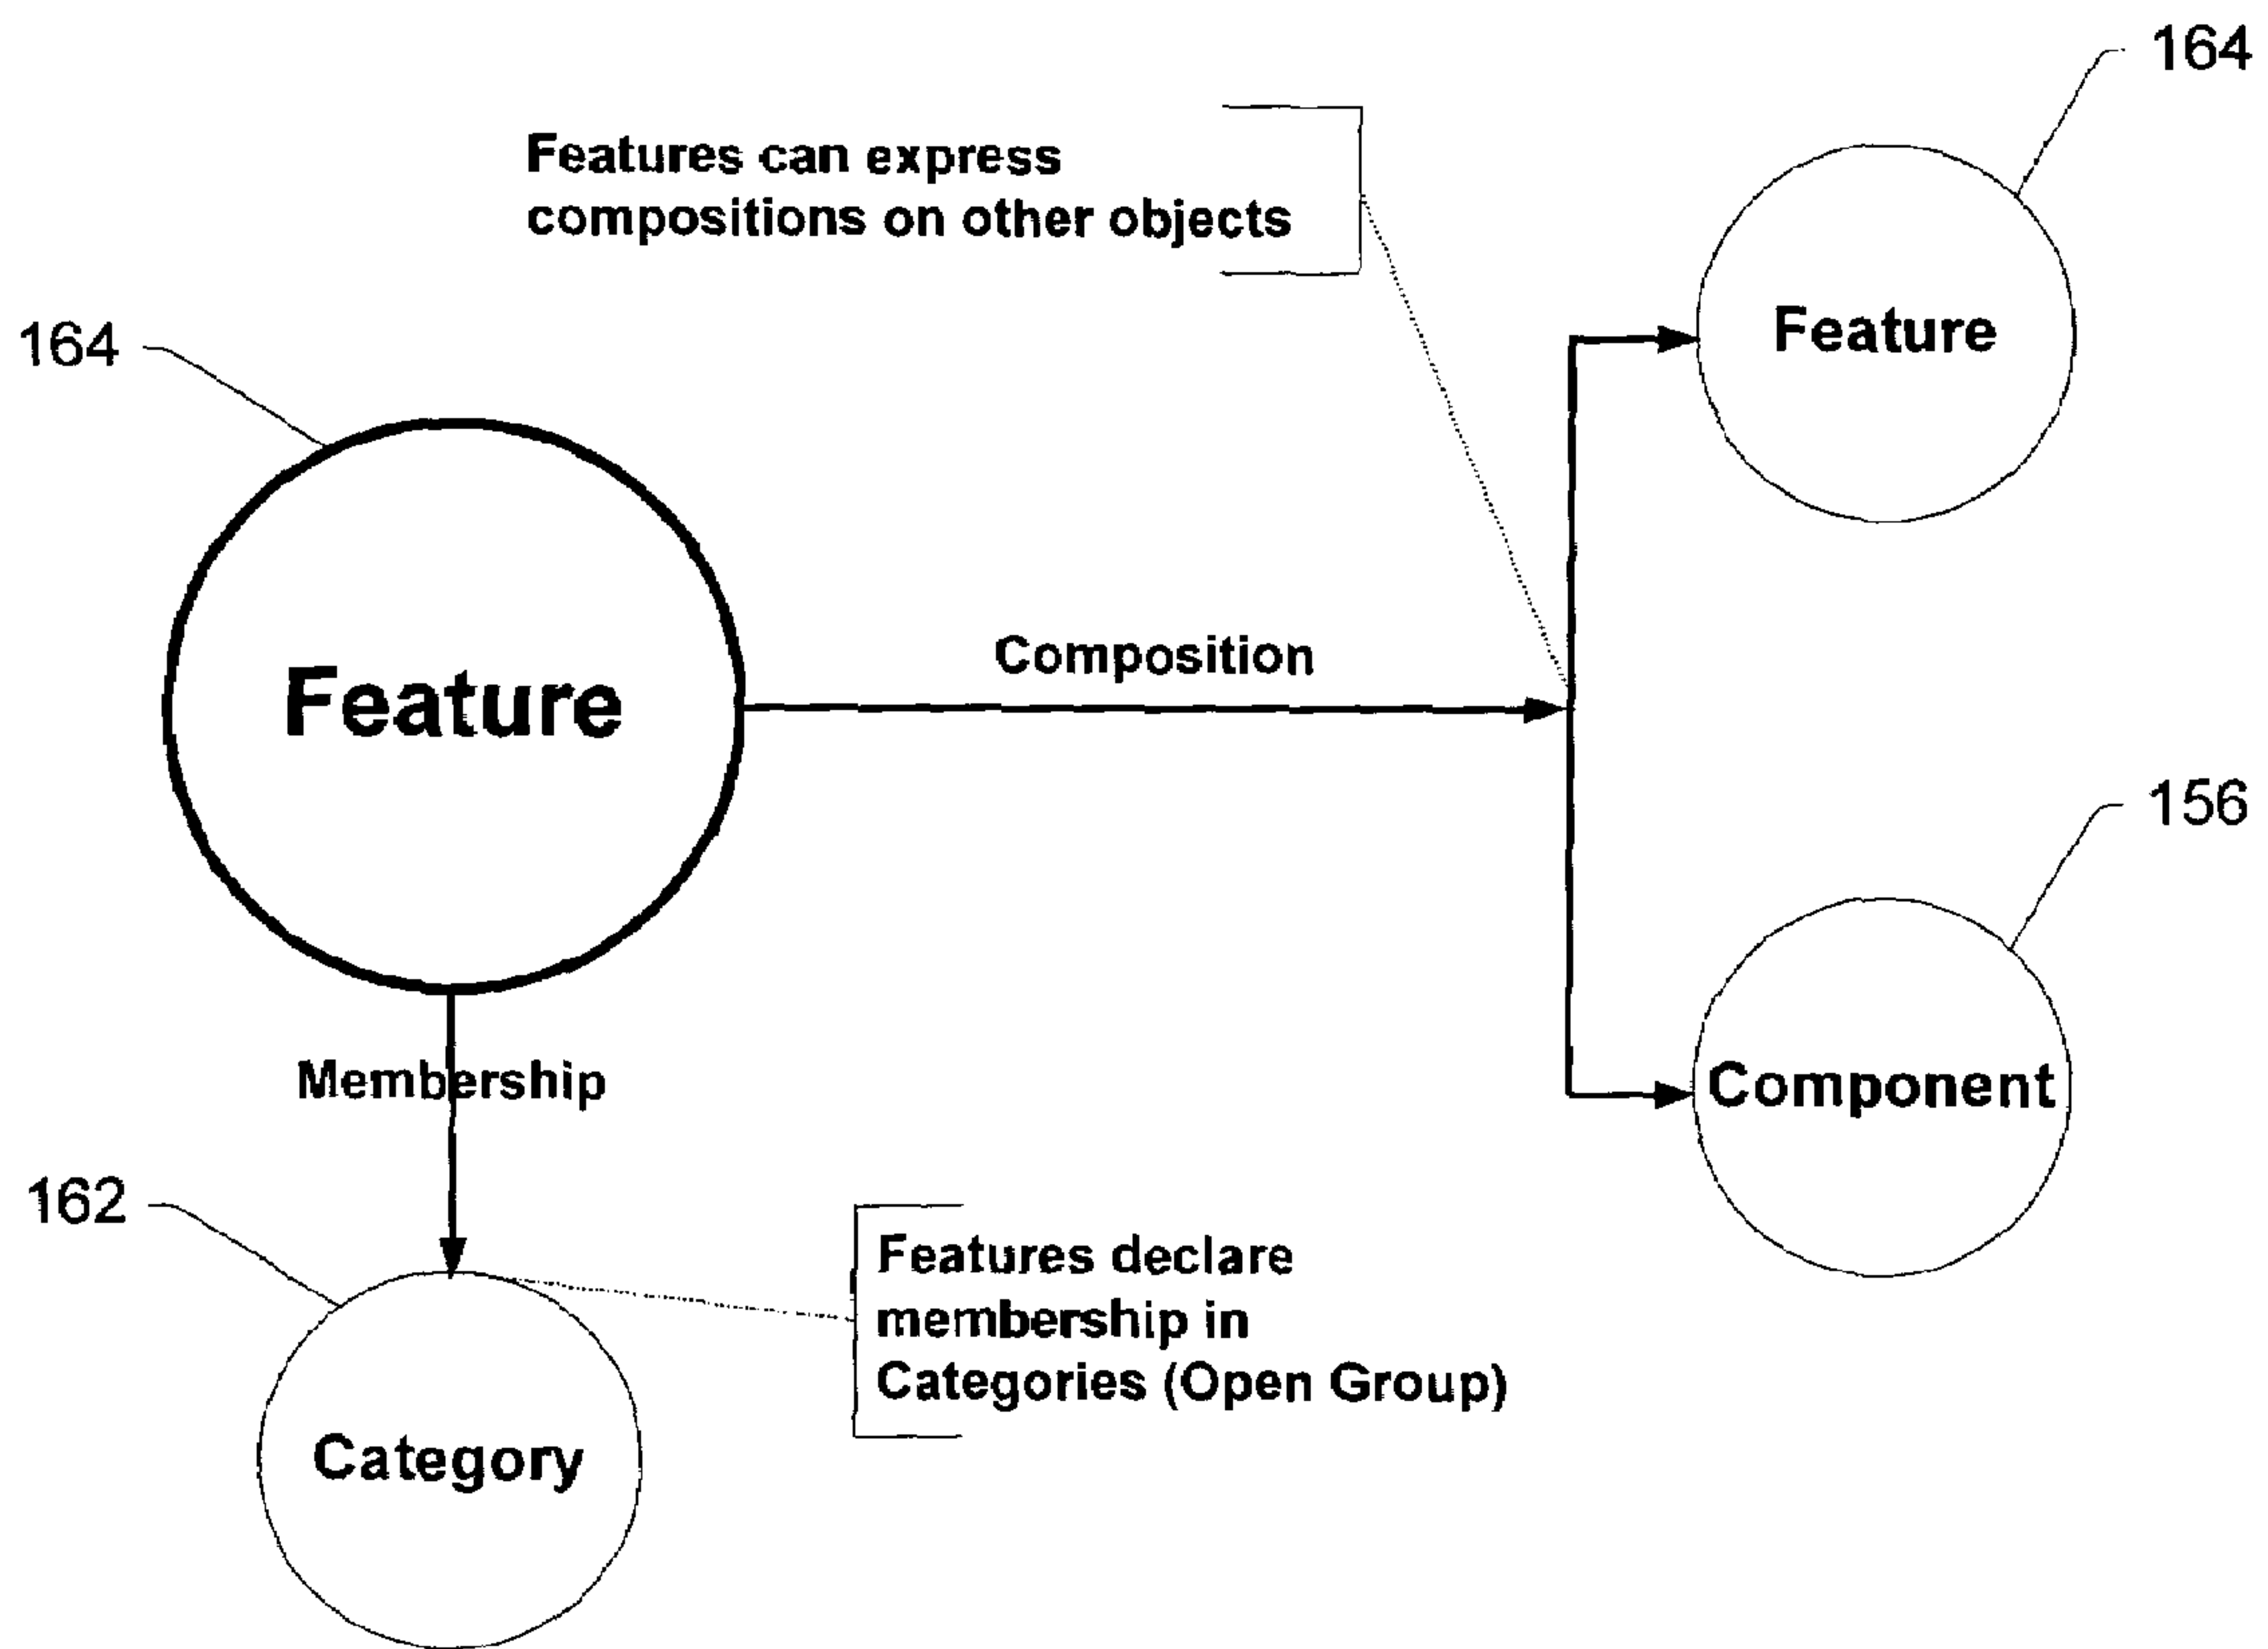 164
Features can express
compositions on other objects
164
Feature
Composition
Feature
156
Membership
Component
162
Features declare
membership in
Categories (Open Group)
Category